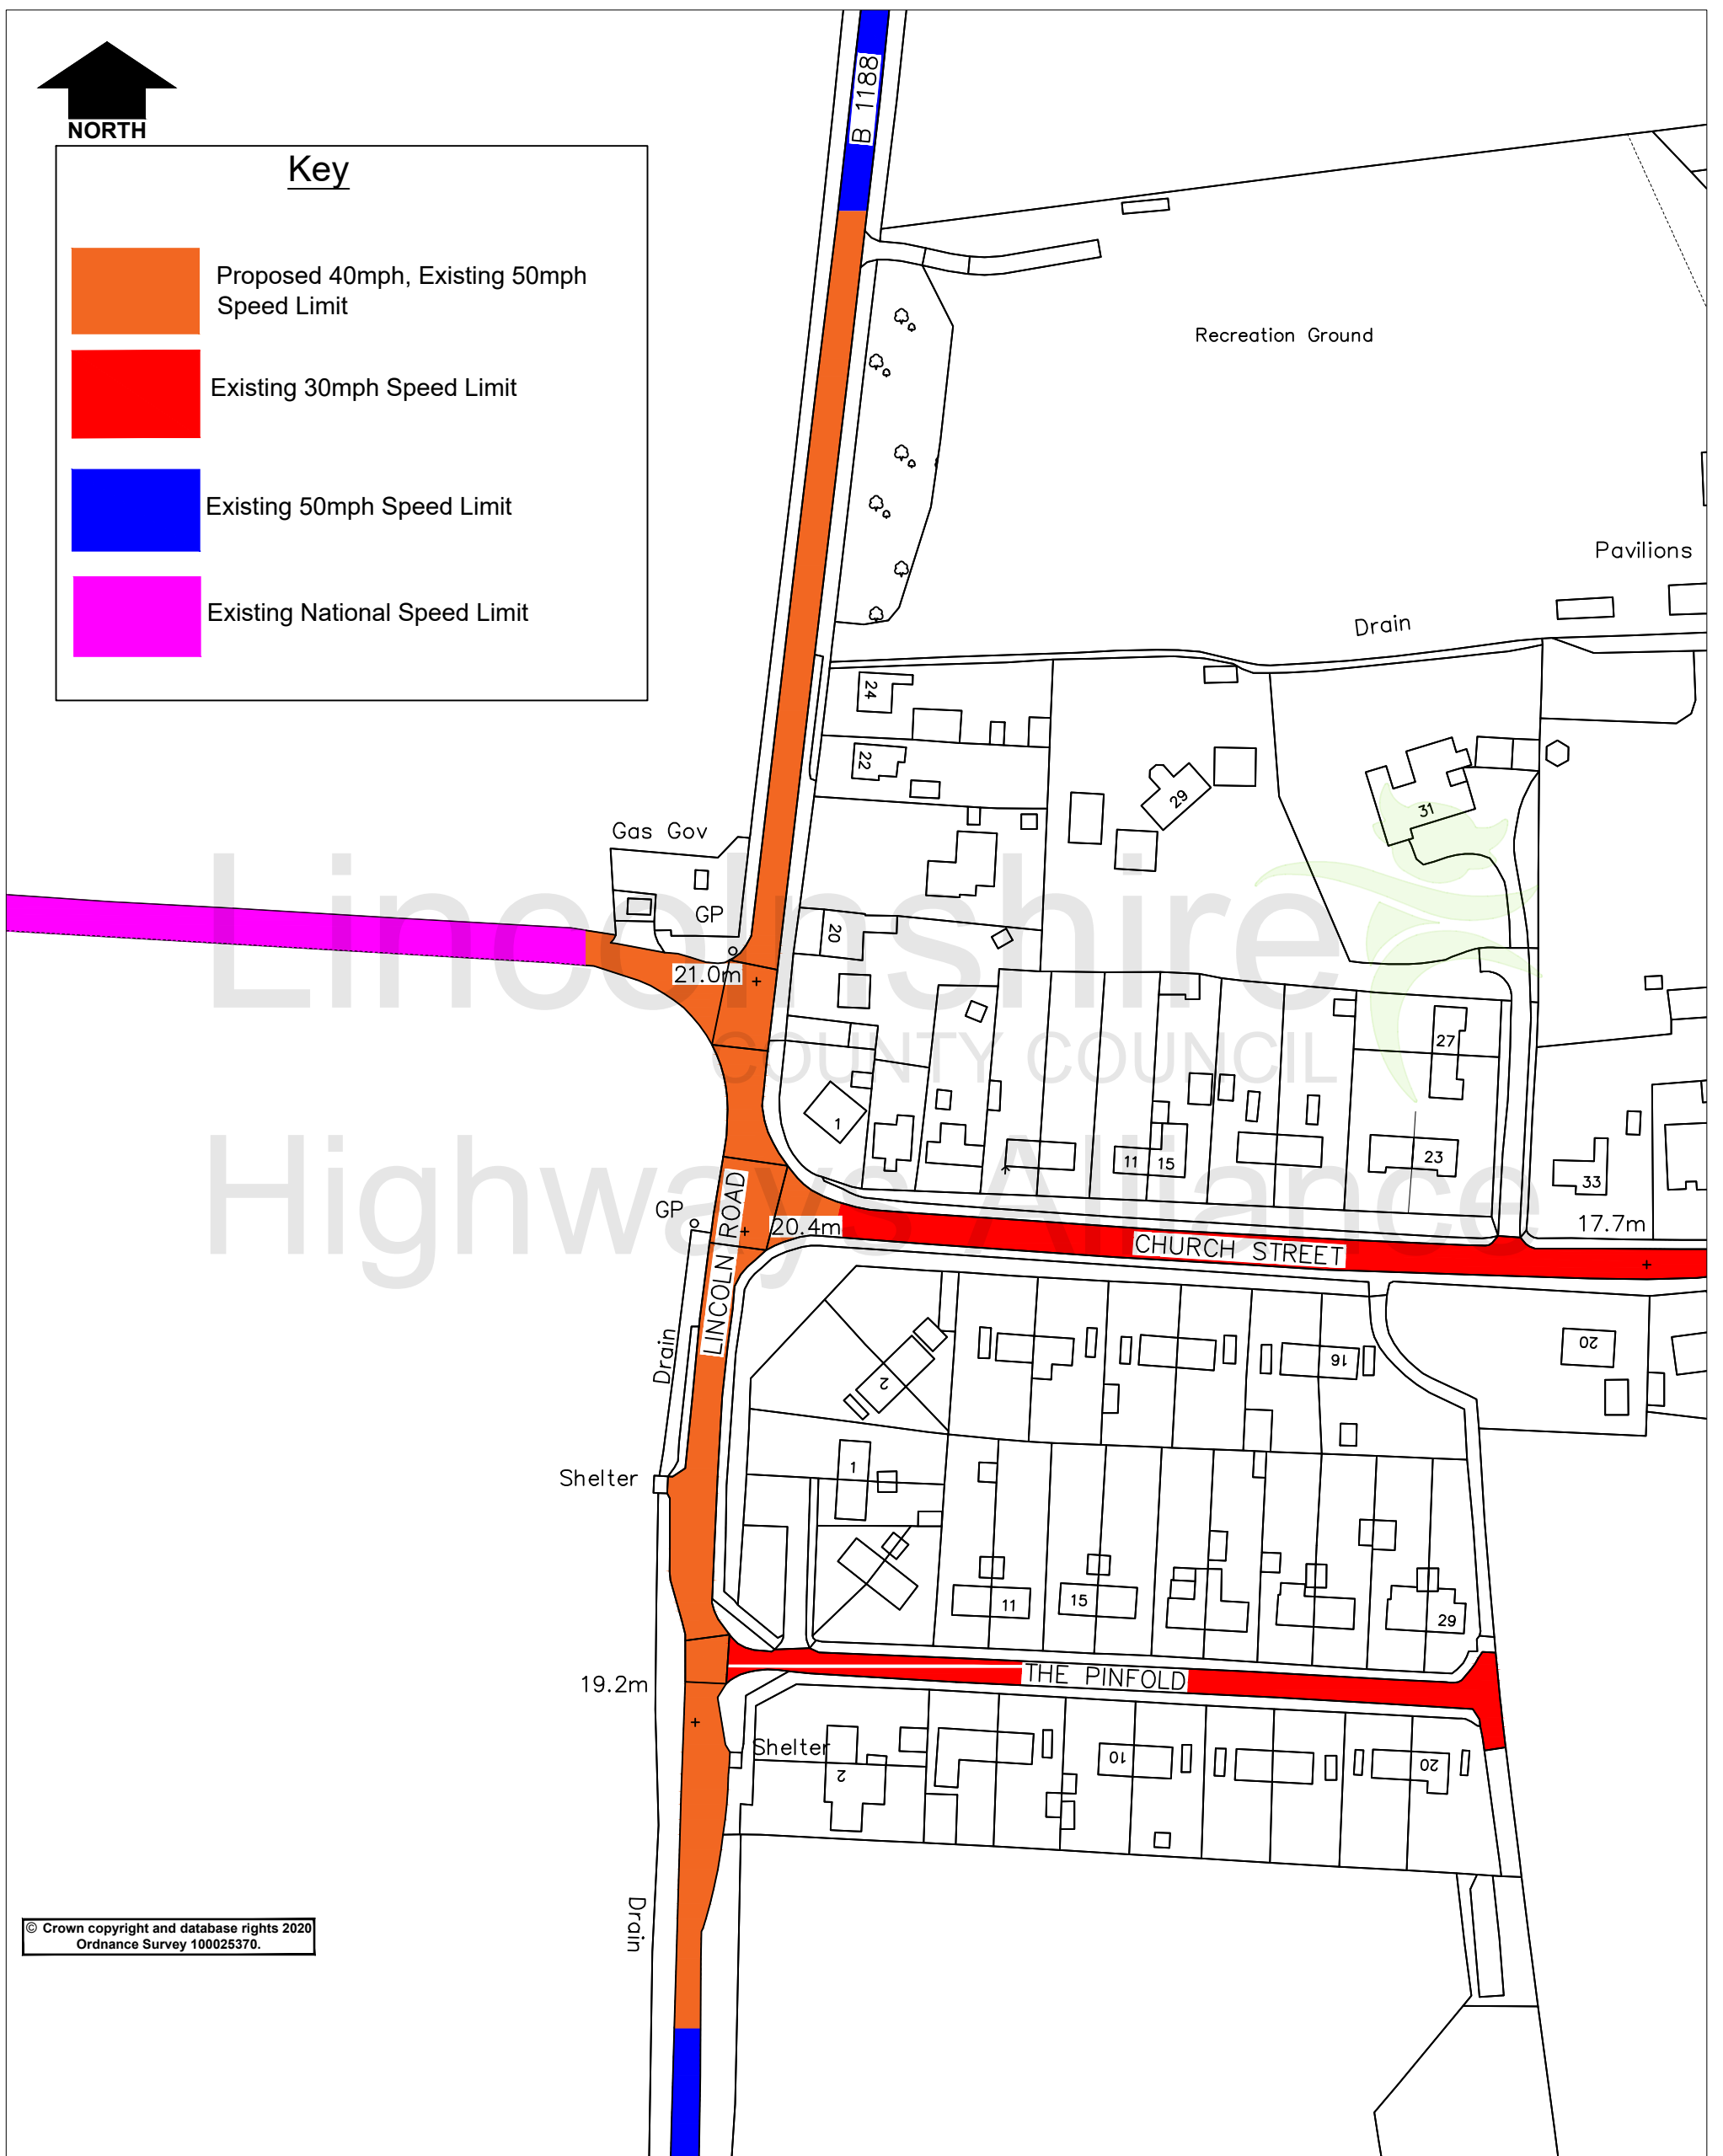 NORTH
Key
Proposed 40mph, Existing 50mph
Speed Limit
Existing 30mph Speed Limit
Existing 50mph Speed Limit
Existing National Speed Limit
B 1188
Recreation Ground
Pavilions
Drain
24
22
29
31
Gas Gov
GP
20
21.0m
Lincolnshire
COUNTY COUNCIL
Highways Alliance
27
1
11
15
23
33
GP
LINCOLN ROAD
20.4m
17.7m
CHURCH STREET
Drain
2
16
20
Shelter
1
11
15
29
THE PINFOLD
19.2m
Shelter
2
10
20
Drain
© Crown copyright and database rights 2020
Ordnance Survey 100025370.